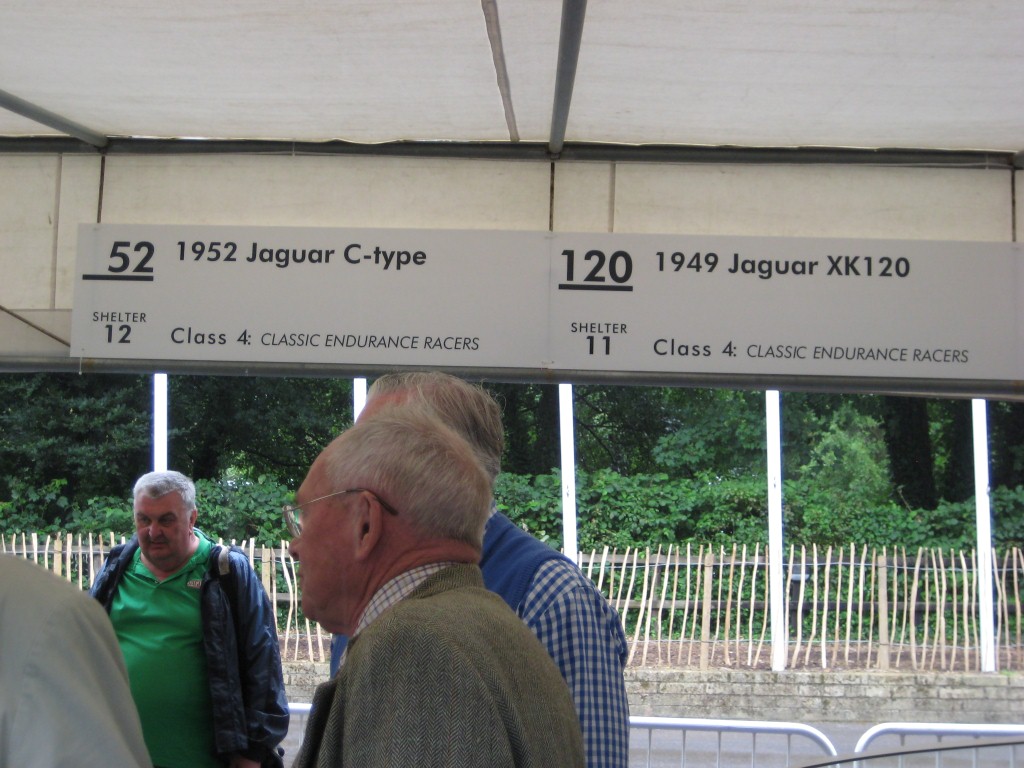 52 1952 Jaguar C-type
SHELTER
12 Class 4: CLASSIC ENDURANCE RACERS
120 1949 Jaguar XK120
SHELTER
11 Class 4: CLASSIC ENDURANCE RACERS